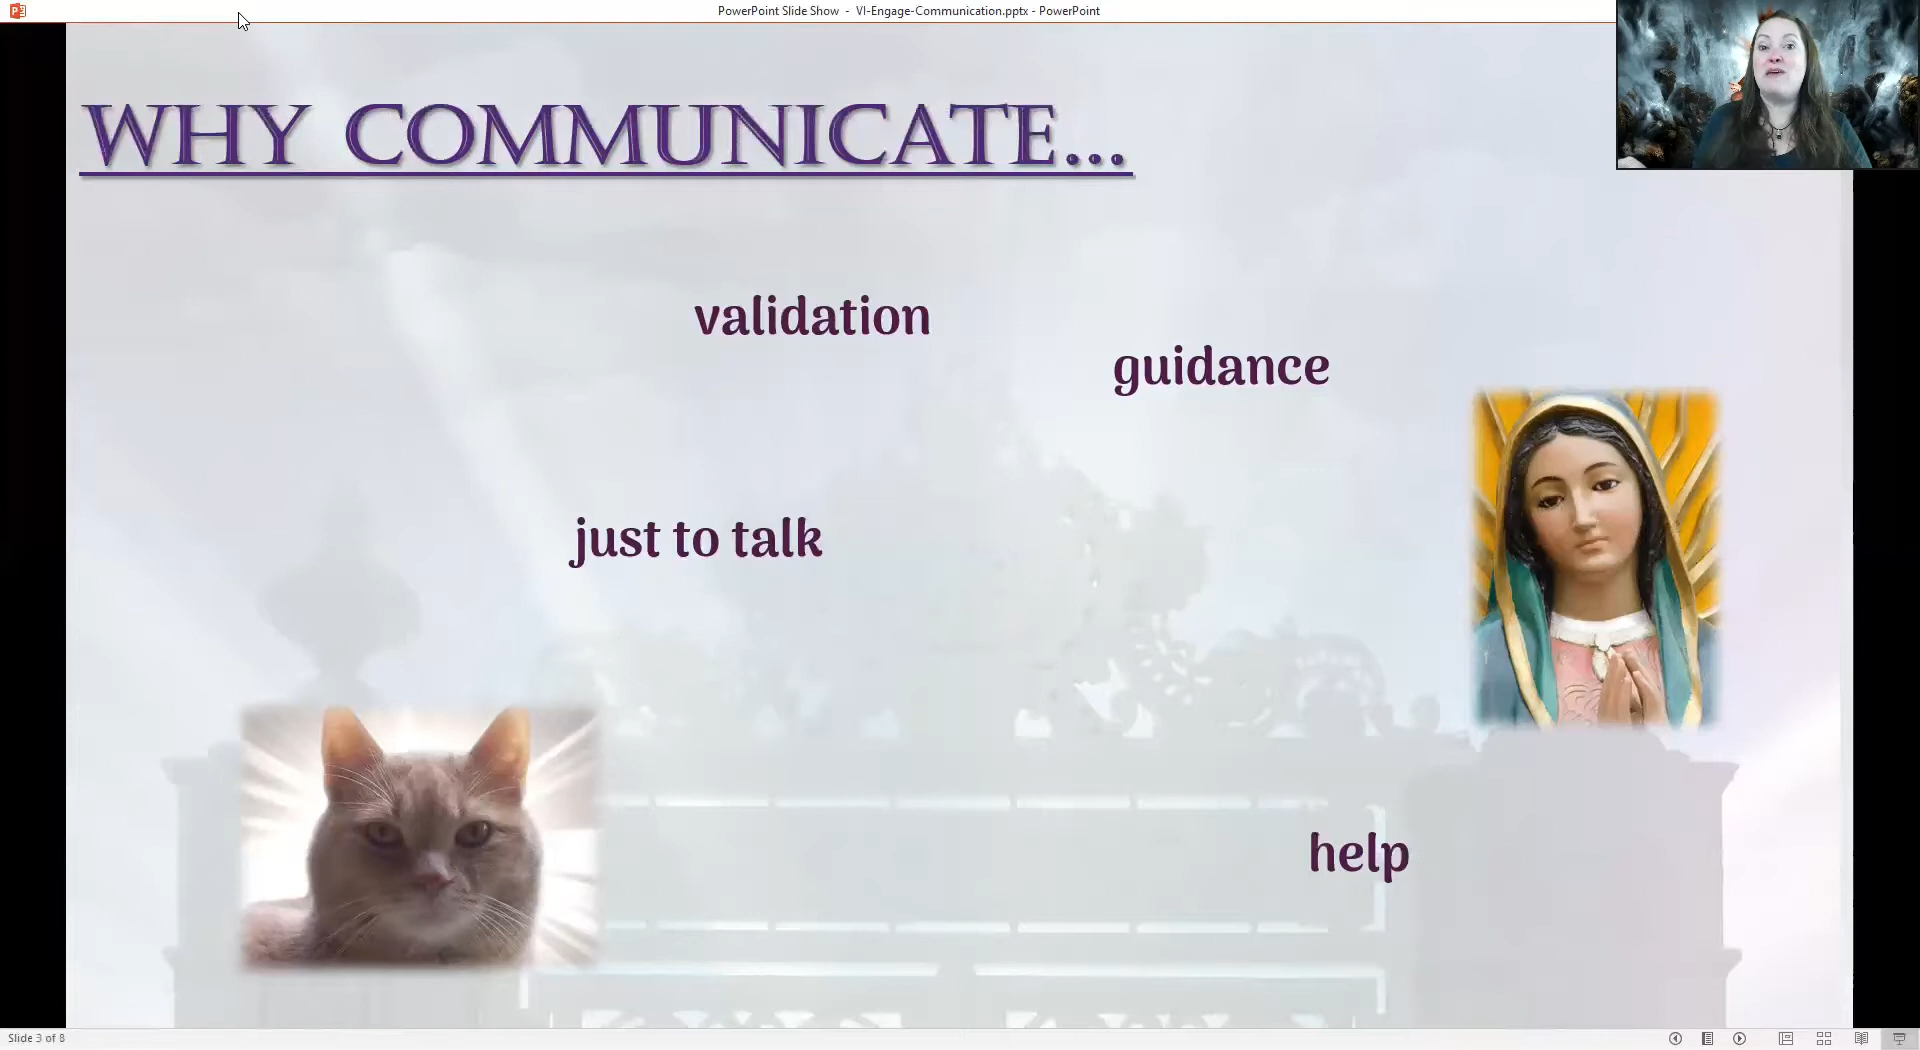 PowerPoint Slide Show - VI-Engage-Communication.pptx - PowerPoint
WHY COMMUNICATE...
validation
guidance
just to talk
help
Slide 3 of 8